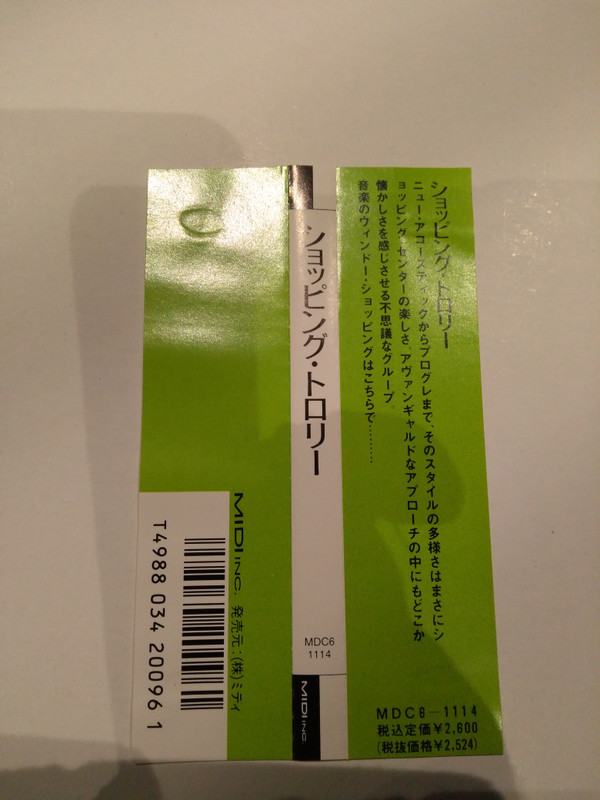 ショッピング・トロリー
ニュー・アコースティックからプログレまで、そのスタイルの多様さはまさにシ
ョッピング・センターの楽しさ。アヴァンギャルドなアプローチの中にもどこか
懐かしさを感じさせる不思議なグループ。
音楽のウィンドー・ショッピングはこちらで………
MDC6-1114
税込定価¥2,600
(税抜価格¥2,524)
ショッピング・トロリー
MDC6
1114
MIDI INC.
MIDI INC. 発売元:(株)ミディ
T4988 034 20096 1